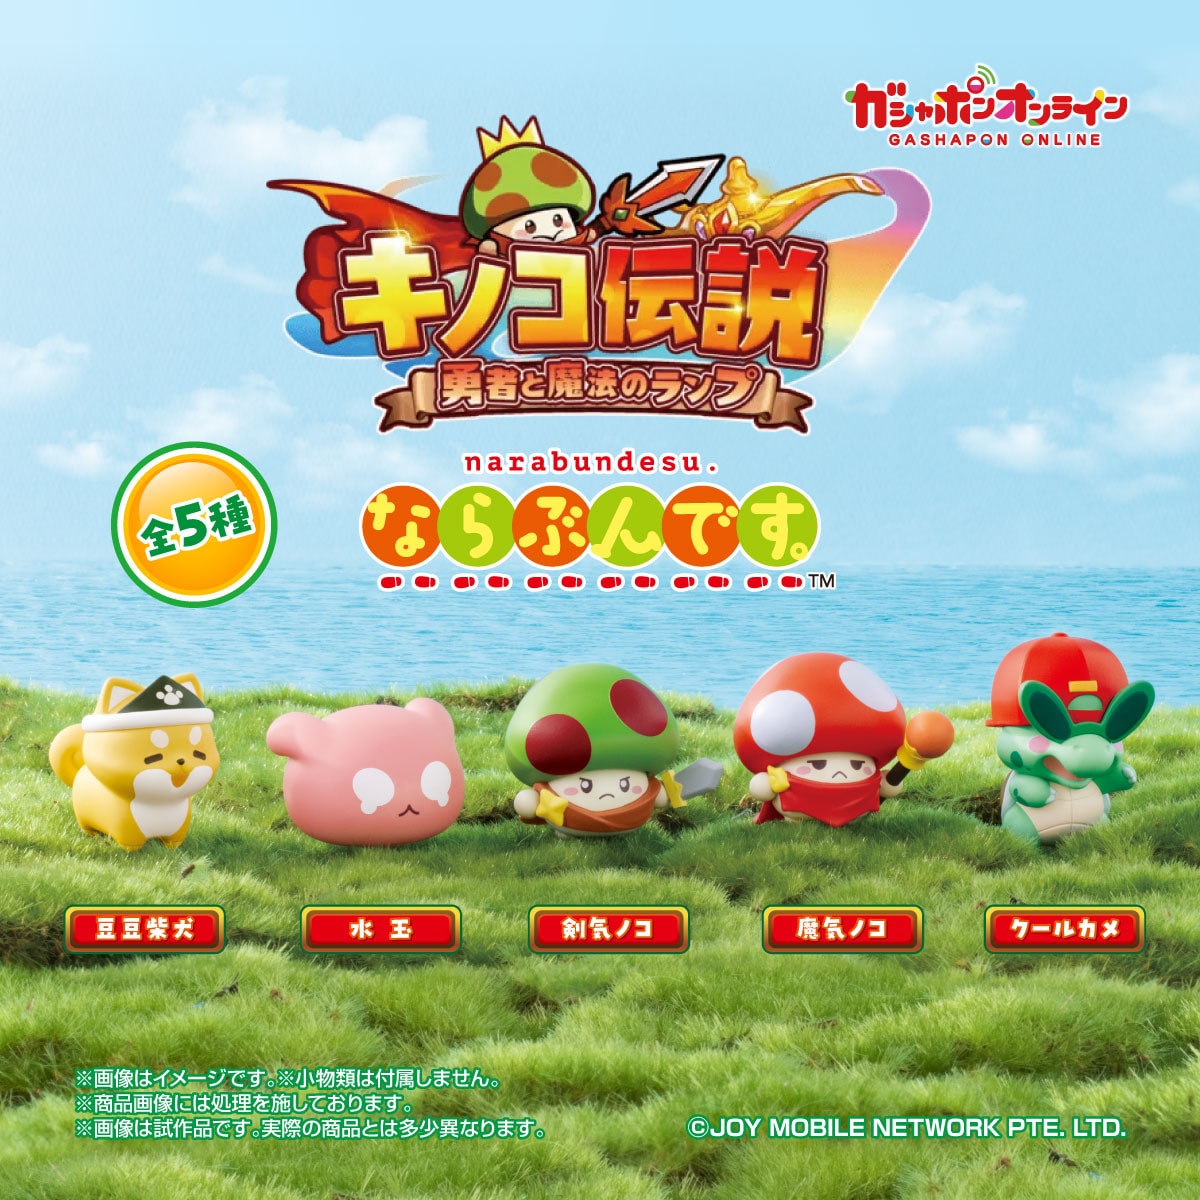 ガシャポンオンライン
GASHAPON ONLINE
キノコ伝説
勇者と魔法のランプ
narabundesu.
ならぶんです。
TM
全5種
豆豆柴犬
水玉
剣気ノコ
魔気ノコ
クールカメ
※画像はイメージです。※小物類は付属しません。
※商品画像には処理を施しております。
※画像は試作品です。実際の商品とは多少異なります。
©JOY MOBILE NETWORK PTE. LTD.